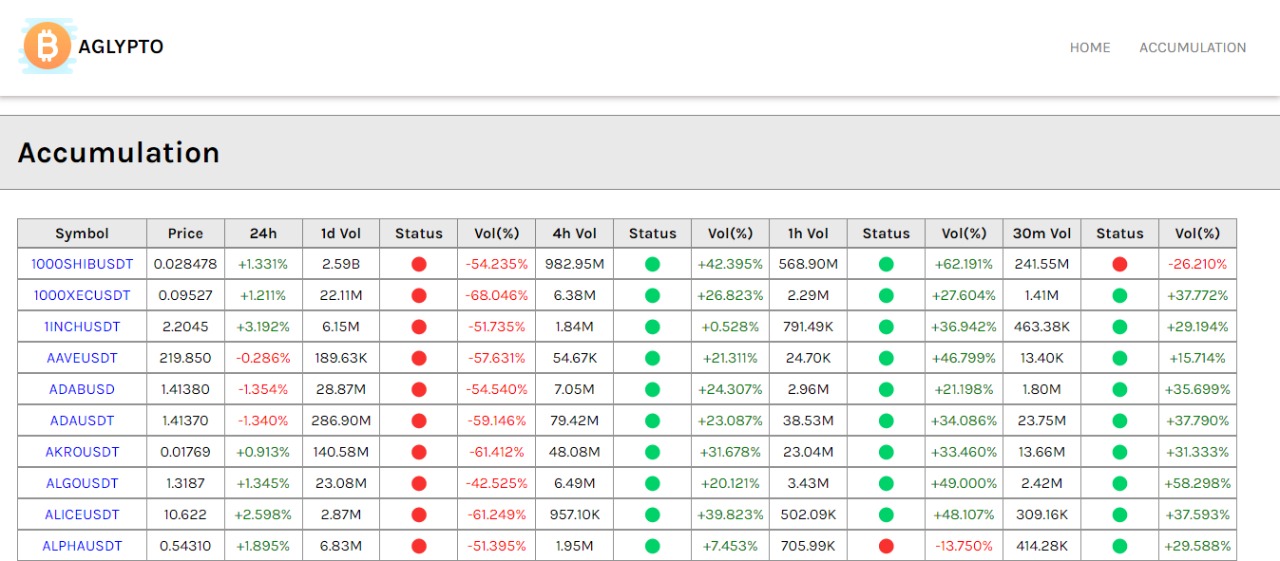 AGLYPTO
HOME ACCUMULATION
Accumulation
Symbol Price 24h 1d Vol Status Vol(%) 4h Vol Status Vol(%) 1h Vol Status Vol(%) 30m Vol Status Vol(%)
1000SHIBUSDT 0.028478 +1.331% 2.59B -54.235% 982.95M +42.395% 568.90M +62.191% 241.55M -26.210%
1000XECUSDT 0.09527 +1.211% 22.11M -68.046% 6.38M +26.823% 2.29M +27.604% 1.41M +37.772%
1INCHUSDT 2.2045 +3.192% 6.15M -51.735% 1.84M +0.528% 791.49K +36.942% 463.38K +29.194%
AAVEUSDT 219.850 -0.286% 189.63K -57.631% 54.67K +21.311% 24.70K +46.799% 13.40K +15.714%
ADABUSD 1.41380 -1.354% 28.87M -54.540% 7.05M +24.307% 2.96M +21.198% 1.80M +35.699%
ADAUSDT 1.41370 -1.340% 286.90M -59.146% 79.42M +23.087% 38.53M +34.086% 23.75M +37.790%
AKROUSDT 0.01769 +0.913% 140.58M -61.412% 48.08M +31.678% 23.04M +33.460% 13.66M +31.333%
ALGOUSDT 1.3187 +1.345% 23.08M -42.525% 6.49M +20.121% 3.43M +49.000% 2.42M +58.298%
ALICEUSDT 10.622 +2.598% 2.87M -61.249% 957.10K +39.823% 502.09K +48.107% 309.16K +37.593%
ALPHAUSDT 0.54310 +1.895% 6.83M -51.395% 1.95M +7.453% 705.99K -13.750% 414.28K +29.588%